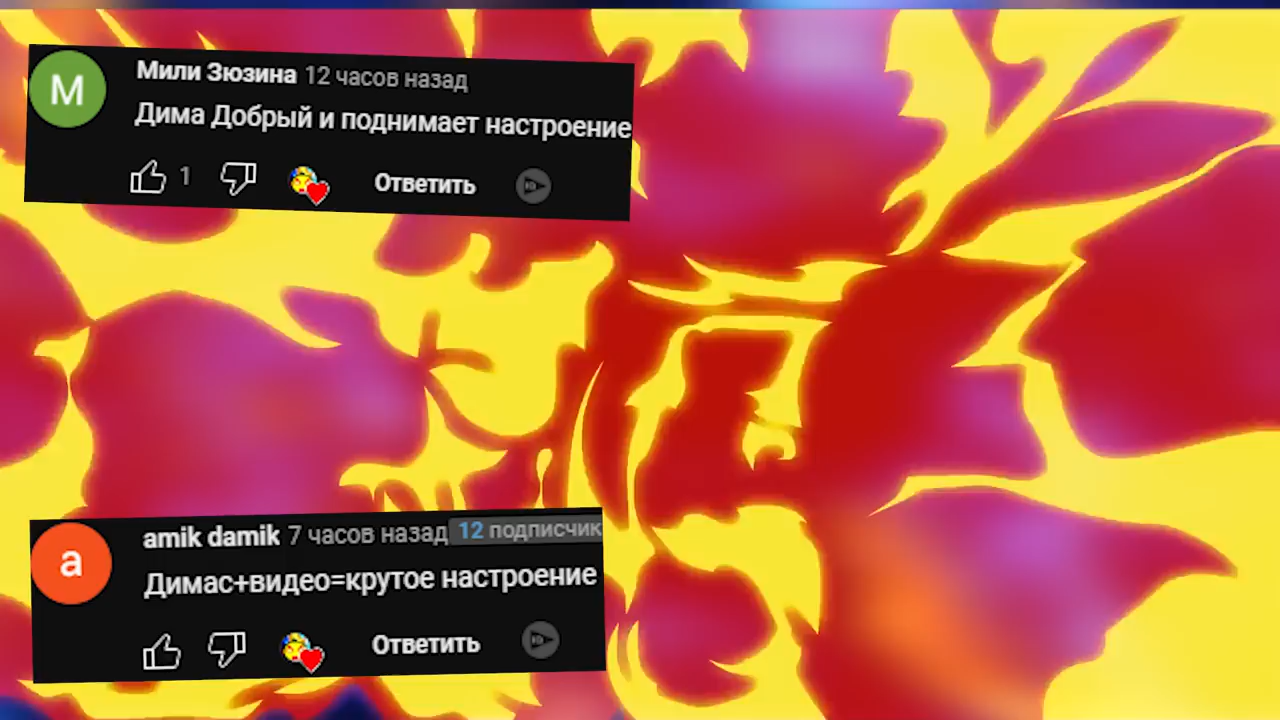 М
Мили Зюзина 12 часов назад
Дима Добрый и поднимает настроение
1
Ответить
a
amik damik 7 часов назад 12 подписчик
Димас+видео=крутое настроение
Ответить